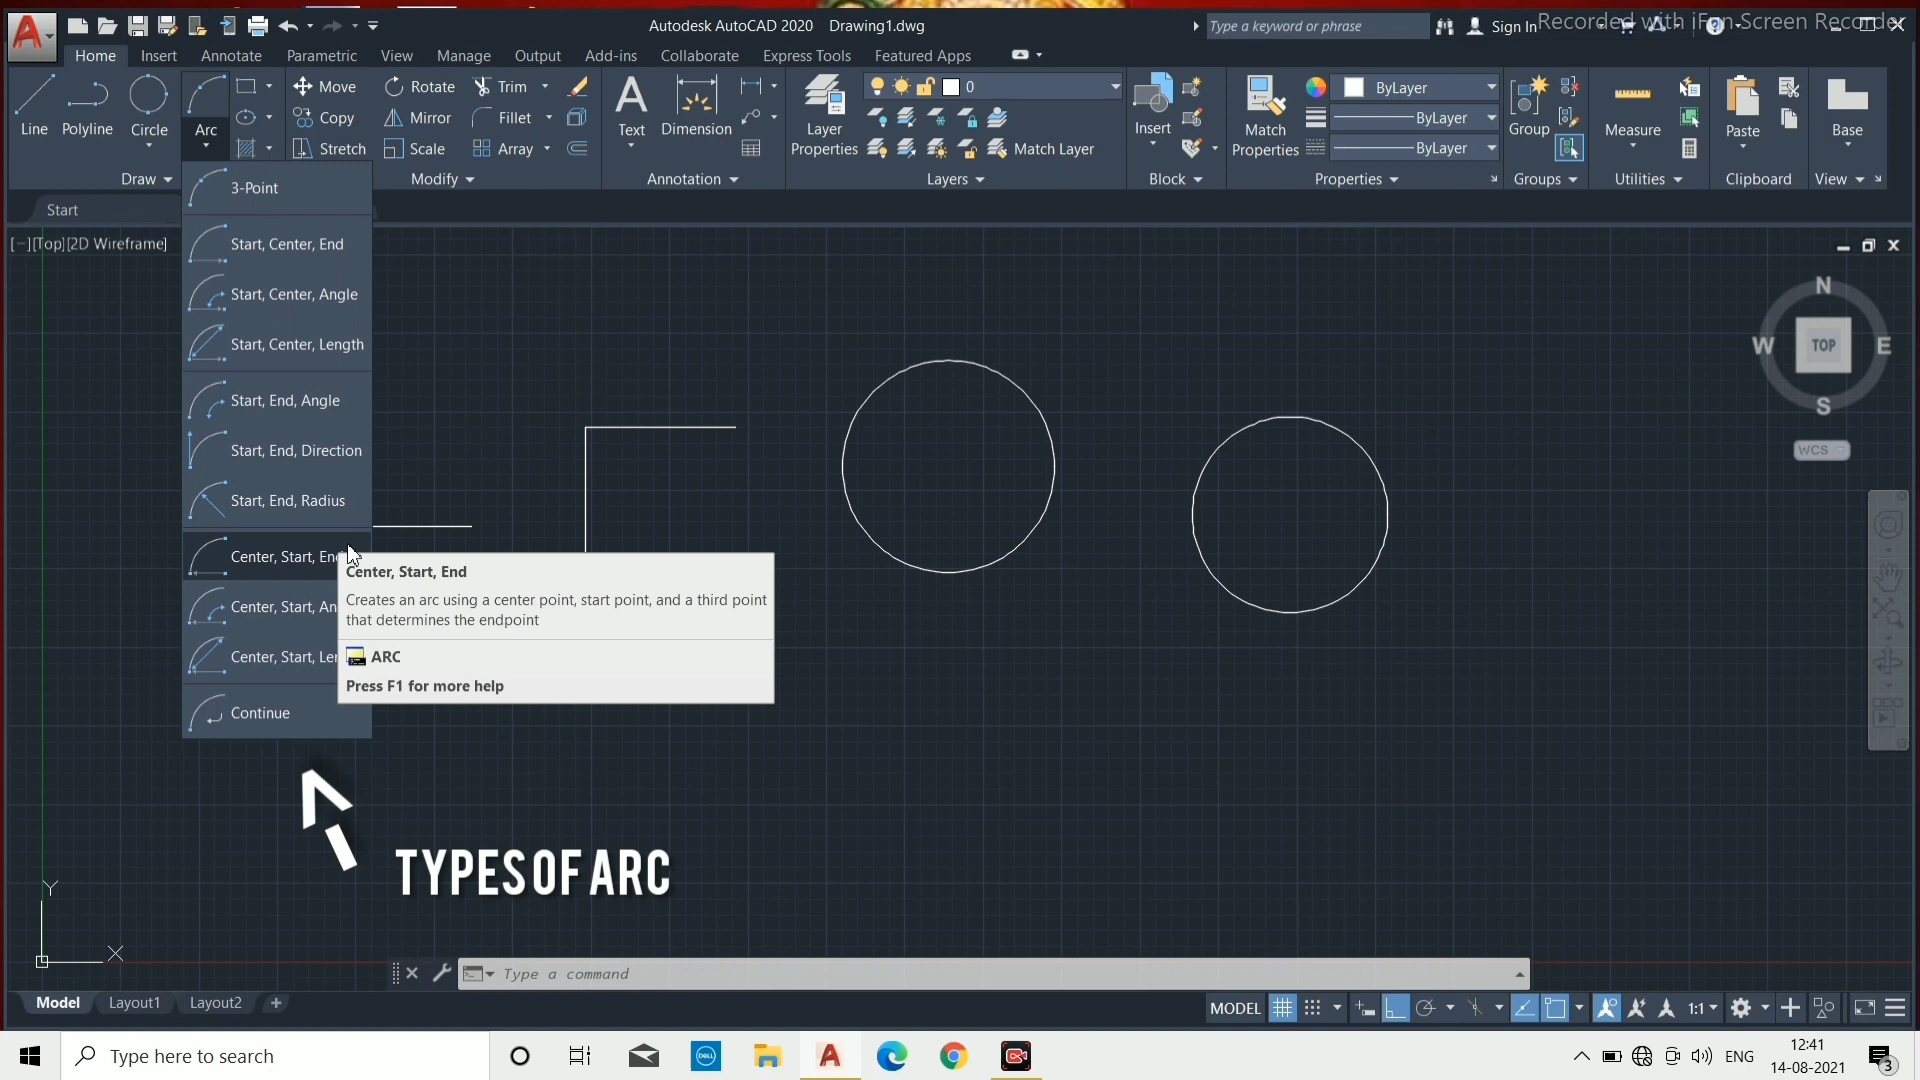 Autodesk AutoCAD 2020 Drawing1.dwg
Type a keyword or phrase
Sign In
Recorded with iFun Screen Recorder
Home Insert Annotate Parametric View Manage Output Add-ins Collaborate Express Tools Featured Apps
Line Polyline Circle Arc
Move Rotate Trim
Copy Mirror Fillet
Stretch Scale Array
Text Dimension
Layer Properties
0
Match Layer
Insert
Match Properties
ByLayer
ByLayer
ByLayer
Group
Measure
Paste
Base
Draw Modify Annotation Layers Block Properties Groups Utilities Clipboard View
Start
[−][Top][2D Wireframe]
3-Point
Start, Center, End
Start, Center, Angle
Start, Center, Length
Start, End, Angle
Start, End, Direction
Start, End, Radius
Center, Start, En
Center, Start, An
Center, Start, Le
Continue
Center, Start, End
Creates an arc using a center point, start point, and a third point
that determines the endpoint
ARC
Press F1 for more help
N
W TOP E
S
WCS
TYPES OF ARC
Y
X
Type a command
Model Layout1 Layout2 +
MODEL 1:1
Type here to search
DELL
ENG
12:41
14-08-2021
3